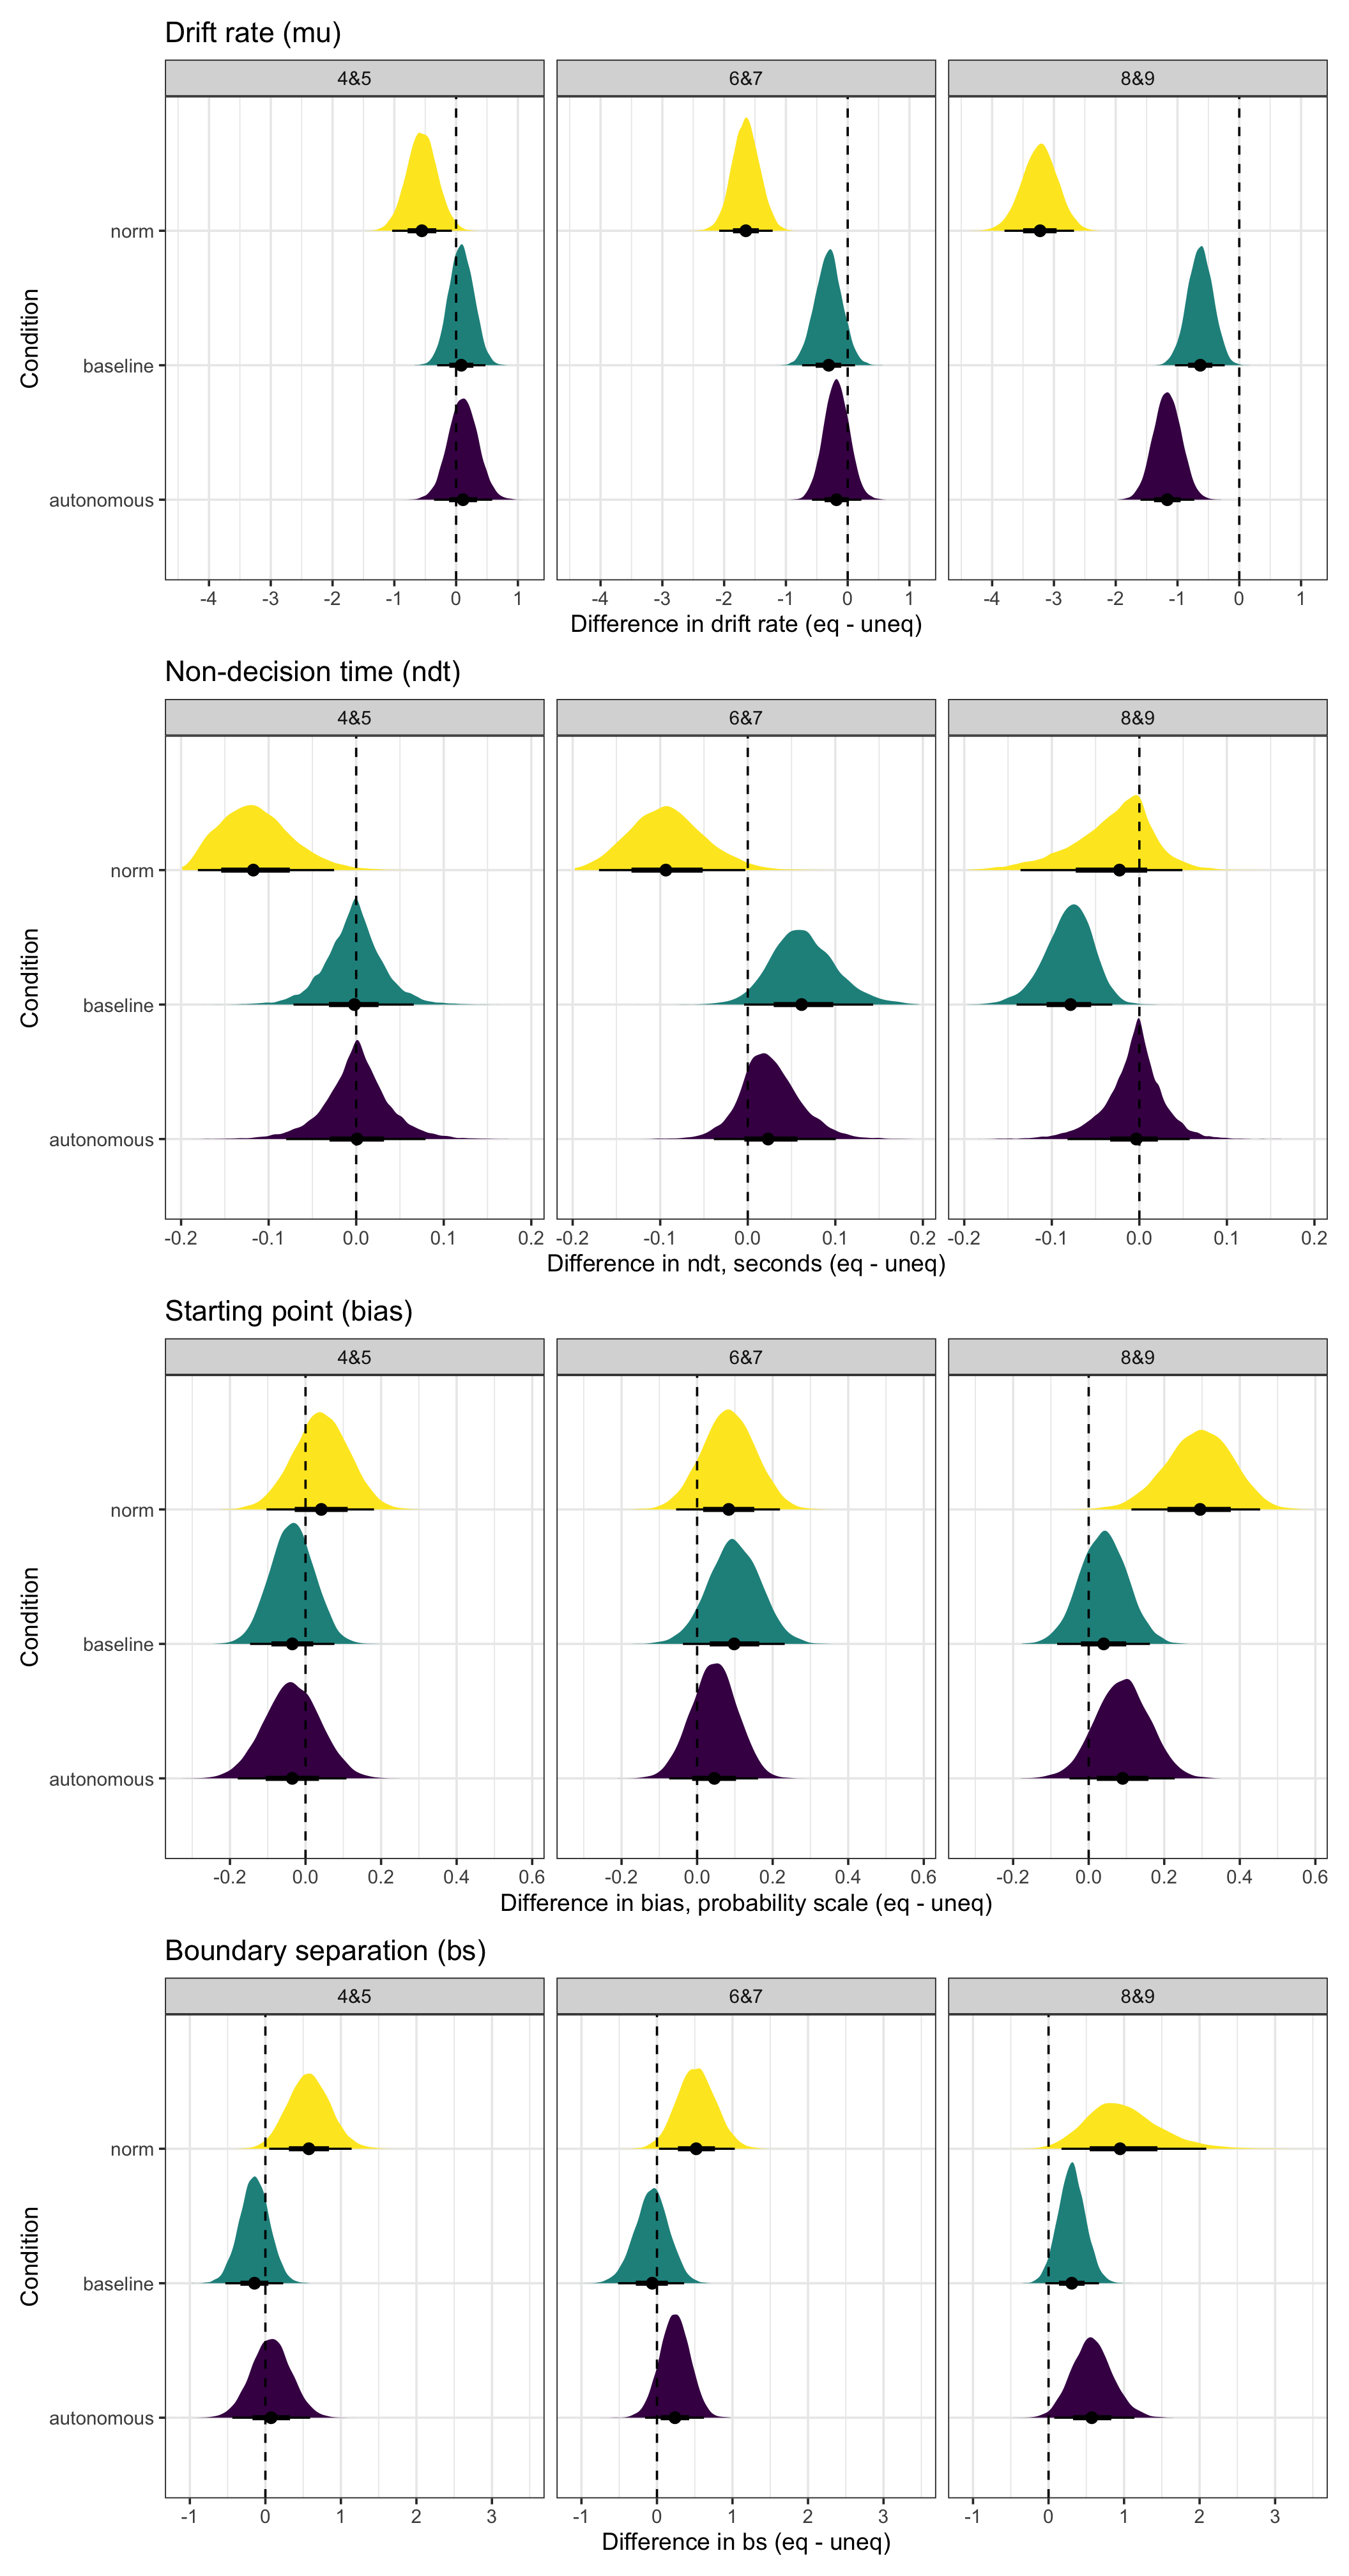 Drift rate (mu)
4&5 6&7 8&9
Condition
norm
baseline
autonomous
-4 -3 -2 -1 0 1 -4 -3 -2 -1 0 1 -4 -3 -2 -1 0 1
Difference in drift rate (eq - uneq)
Non-decision time (ndt)
4&5 6&7 8&9
Condition
norm
baseline
autonomous
-0.2 -0.1 0.0 0.1 0.2 -0.2 -0.1 0.0 0.1 0.2 -0.2 -0.1 0.0 0.1 0.2
Difference in ndt, seconds (eq - uneq)
Starting point (bias)
4&5 6&7 8&9
Condition
norm
baseline
autonomous
-0.2 0.0 0.2 0.4 0.6 -0.2 0.0 0.2 0.4 0.6 -0.2 0.0 0.2 0.4 0.6
Difference in bias, probability scale (eq - uneq)
Boundary separation (bs)
4&5 6&7 8&9
Condition
norm
baseline
autonomous
-1 0 1 2 3 -1 0 1 2 3 -1 0 1 2 3
Difference in bs (eq - uneq)